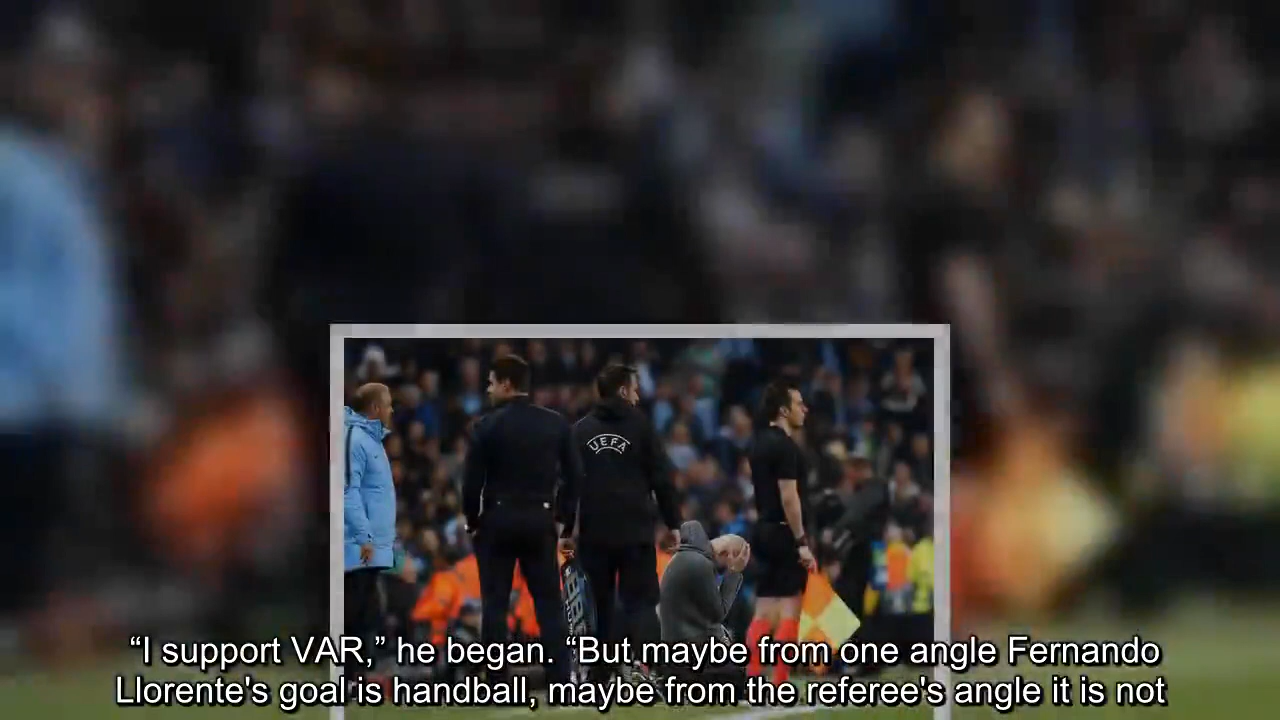 UEFA
“I support VAR,” he began. “But maybe from one angle Fernando
Llorente's goal is handball, maybe from the referee's angle it is not